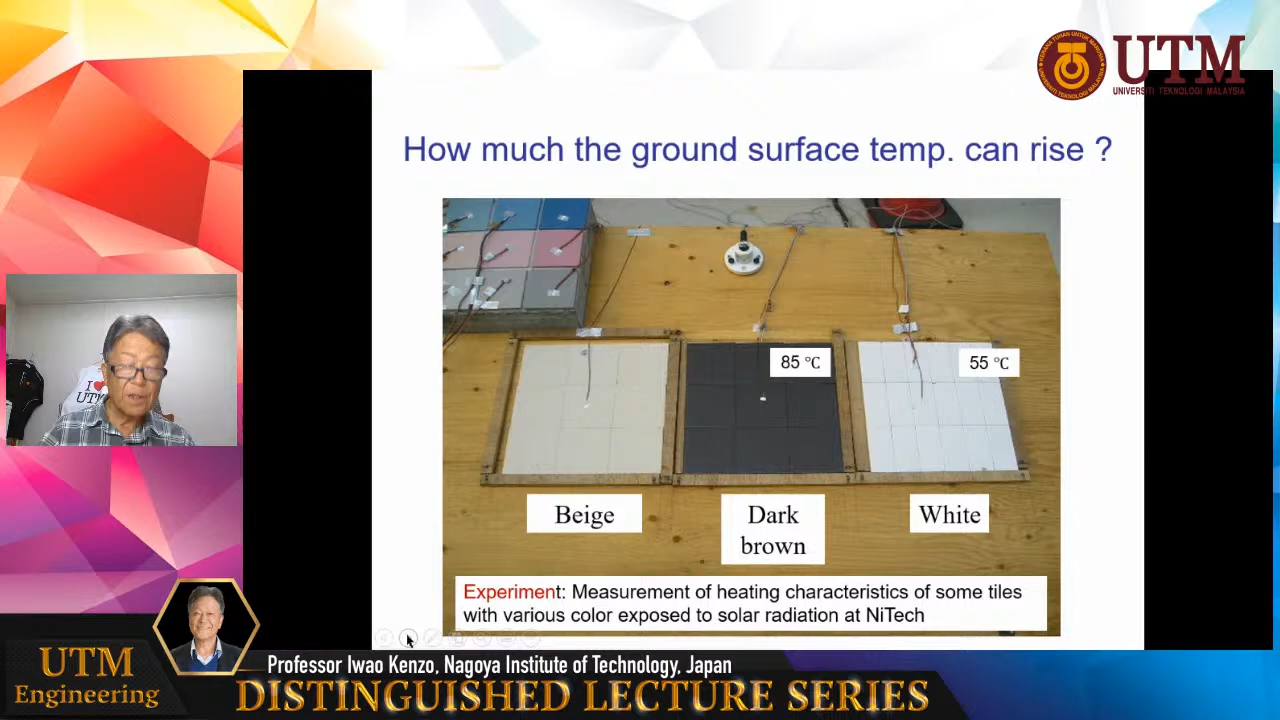 UTM
UNIVERSITI TEKNOLOGI MALAYSIA
How much the ground surface temp. can rise ?
85 ℃
55 ℃
Beige
Dark
brown
White
Experiment: Measurement of heating characteristics of some tiles
with various color exposed to solar radiation at NiTech
I
UTM
UTM
Engineering
Professor Iwao Kenzo, Nagoya Institute of Technology, Japan
DISTINGUISHED LECTURE SERIES